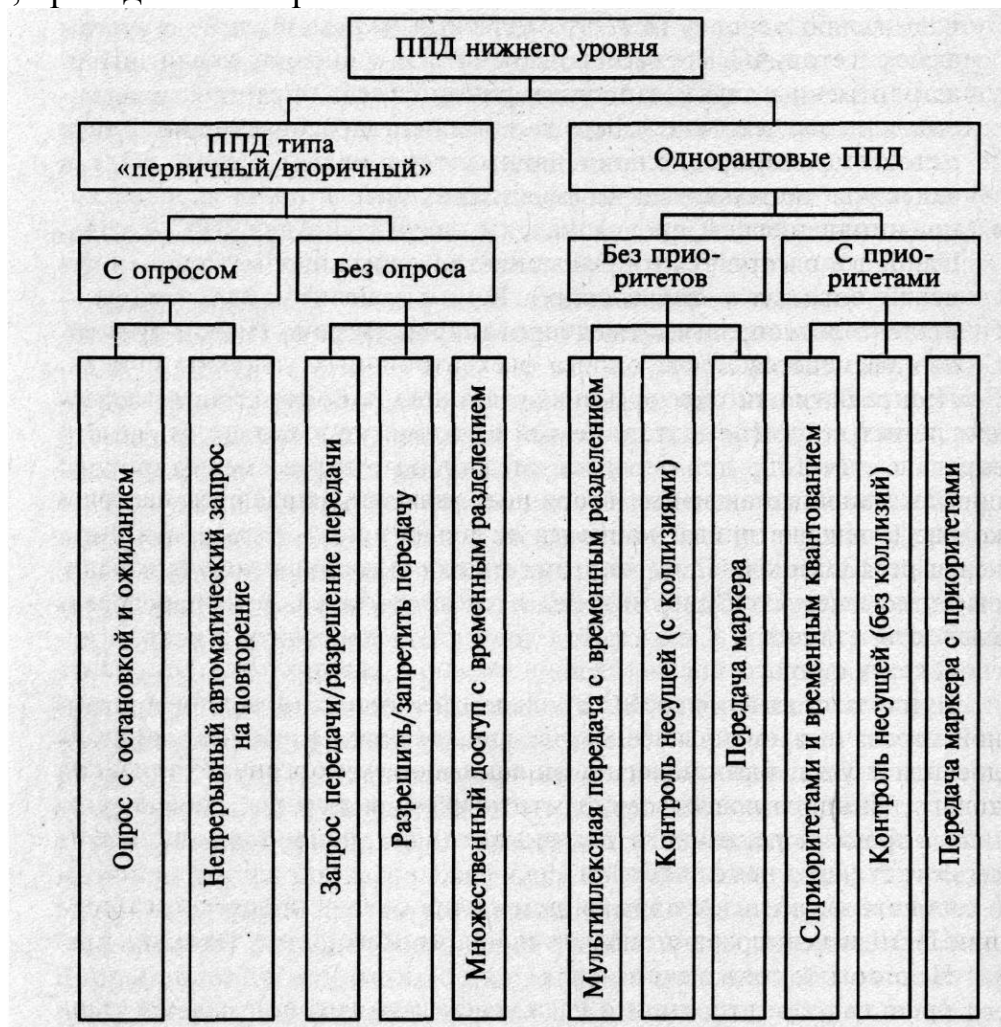 ППД нижнего уровня
ППД типа
«первичный/вторичный»
Одноранговые ППД
С опросом
Без опроса
Без прио-
ритетов
С прио-
ритетами
Опрос с остановкой и ожиданием
Непрерывный автоматический запрос
на повторение
Запрос передачи/разрешение передачи
Разрешить/запретить передачу
Множественный доступ с временным разделением
Мультиплексная передача с временным разделением
Контроль несущей (с коллизиями)
Передача маркера
С приоритетами и временным квантованием
Контроль несущей (без коллизий)
Передача маркера с приоритетами